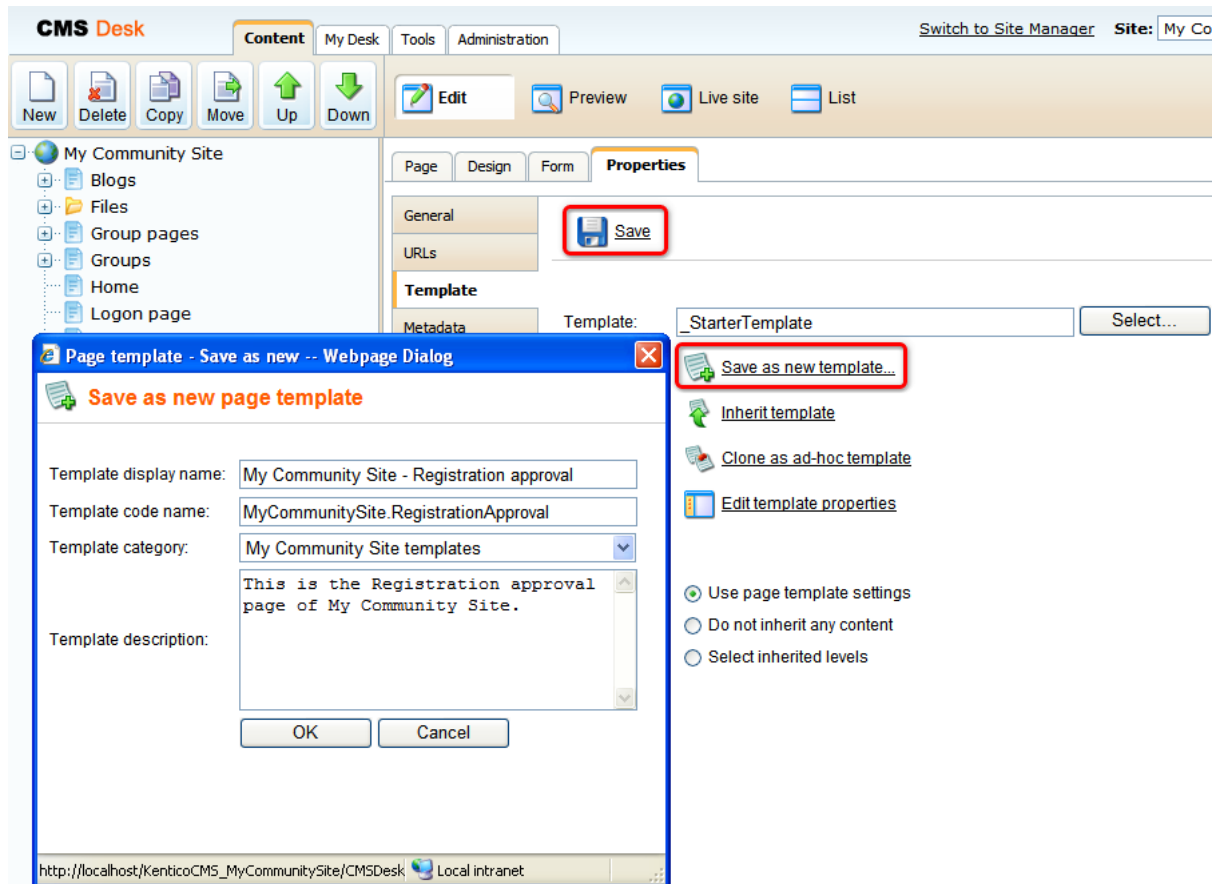 CMS Desk
Content
My Desk
Tools
Administration
Switch to Site Manager
Site: My Co
New
Delete
Copy
Move
Up
Down
Edit
Preview
Live site
List
My Community Site
Blogs
Files
Group pages
Groups
Home
Logon page
Page
Design
Form
Properties
General
URLs
Template
Metadata
Save
Template: _StarterTemplate Select...
Save as new template...
Inherit template
Clone as ad-hoc template
Edit template properties
Use page template settings
Do not inherit any content
Select inherited levels
Page template - Save as new -- Webpage Dialog
Save as new page template
Template display name: My Community Site - Registration approval
Template code name: MyCommunitySite.RegistrationApproval
Template category: My Community Site templates
Template description:
This is the Registration approval
page of My Community Site.
OK
Cancel
http://localhost/KenticoCMS_MyCommunitySite/CMSDesk
Local intranet